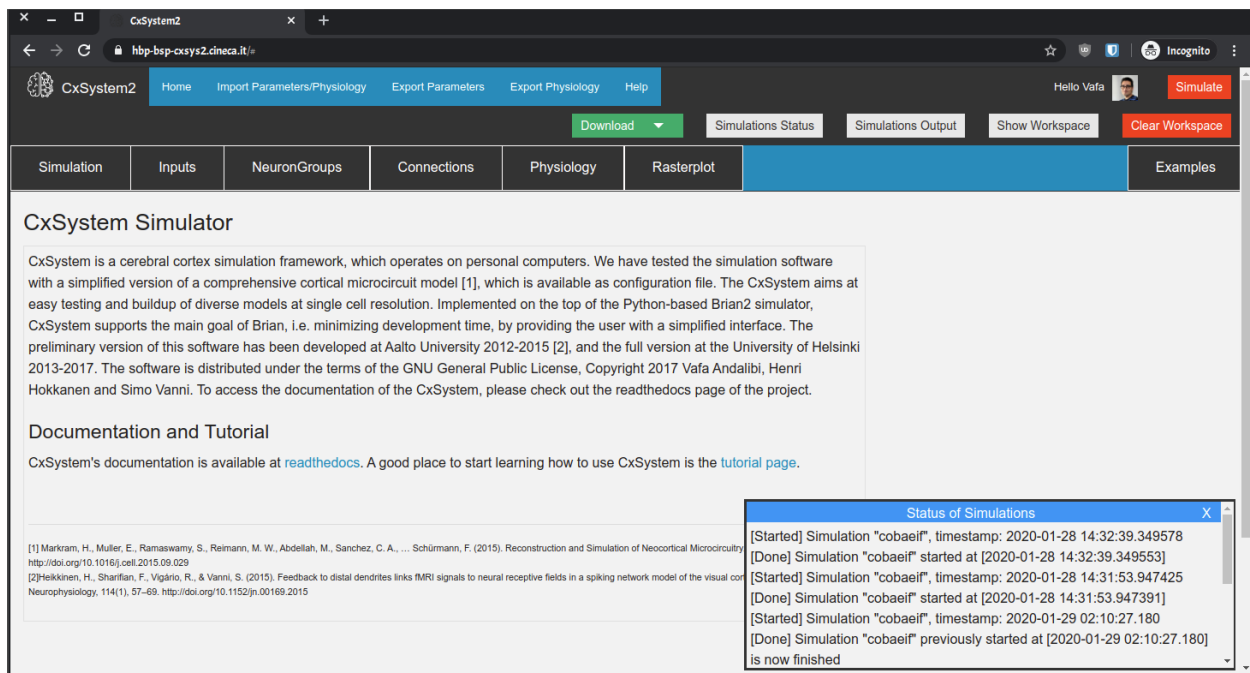 CxSystem2
hbp-bsp-cxsys2.cineca.it/#
Incognito
CxSystem2
Home
Import Parameters/Physiology
Export Parameters
Export Physiology
Help
Hello Vafa
Simulate
Download
Simulations Status
Simulations Output
Show Workspace
Clear Workspace
Simulation
Inputs
NeuronGroups
Connections
Physiology
Rasterplot
Examples
CxSystem Simulator
CxSystem is a cerebral cortex simulation framework, which operates on personal computers. We have tested the simulation software
with a simplified version of a comprehensive cortical microcircuit model [1], which is available as configuration file. The CxSystem aims at
easy testing and buildup of diverse models at single cell resolution. Implemented on the top of the Python-based Brian2 simulator,
CxSystem supports the main goal of Brian, i.e. minimizing development time, by providing the user with a simplified interface. The
preliminary version of this software has been developed at Aalto University 2012-2015 [2], and the full version at the University of Helsinki
2013-2017. The software is distributed under the terms of the GNU General Public License, Copyright 2017 Vafa Andalibi, Henri
Hokkanen and Simo Vanni. To access the documentation of the CxSystem, please check out the readthedocs page of the project.
Documentation and Tutorial
CxSystem's documentation is available at readthedocs. A good place to start learning how to use CxSystem is the tutorial page.
[1] Markram, H., Muller, E., Ramaswamy, S., Reimann, M. W., Abdellah, M., Sanchez, C. A., … Schürmann, F. (2015). Reconstruction and Simulation of Neocortical Microcircuitry
http://doi.org/10.1016/j.cell.2015.09.029
[2]Heikkinen, H., Sharifian, F., Vigário, R., & Vanni, S. (2015). Feedback to distal dendrites links fMRI signals to neural receptive fields in a spiking network model of the visual
Neurophysiology, 114(1), 57–69. http://doi.org/10.1152/jn.00169.2015
Status of Simulations X
[Started] Simulation "cobaeif", timestamp: 2020-01-28 14:32:39.349578
[Done] Simulation "cobaeif" started at [2020-01-28 14:32:39.349553]
[Started] Simulation "cobaeif", timestamp: 2020-01-28 14:31:53.947425
[Done] Simulation "cobaeif" started at [2020-01-28 14:31:53.947391]
[Started] Simulation "cobaeif", timestamp: 2020-01-29 02:10:27.180
[Done] Simulation "cobaeif" previously started at [2020-01-29 02:10:27.180]
is now finished